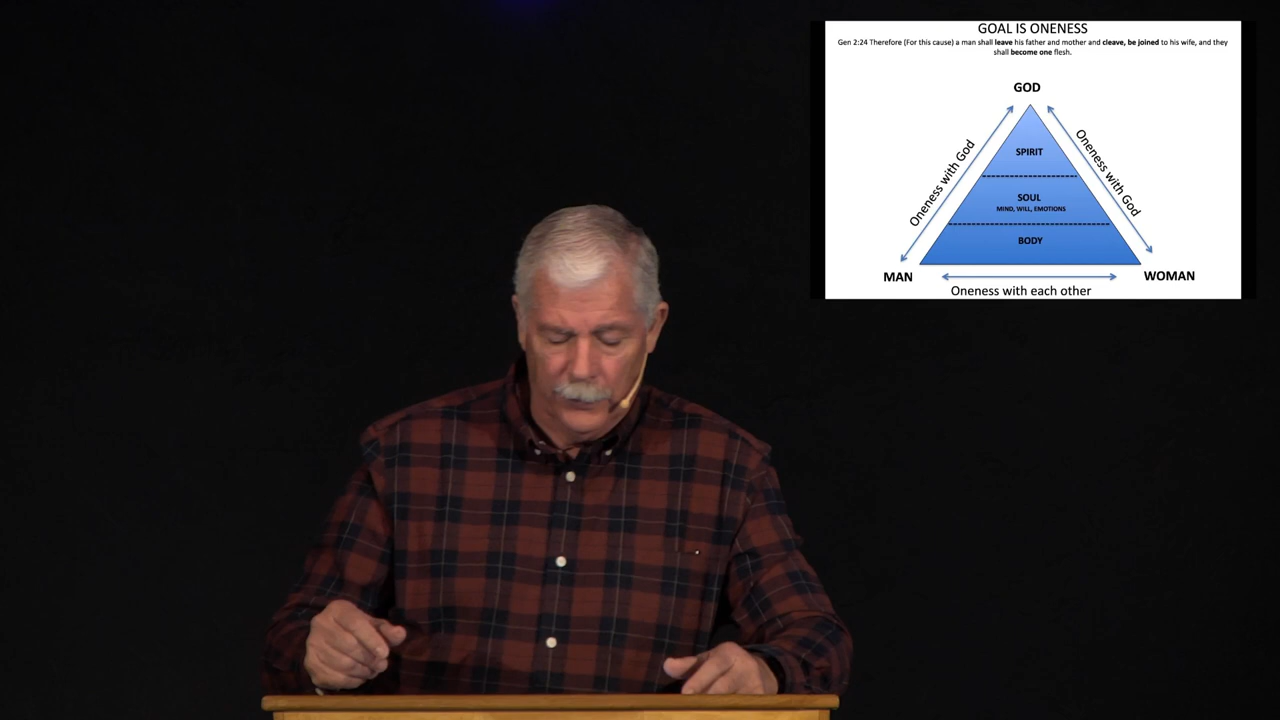 GOAL IS ONENESS
Gen 2:24 Therefore (For this cause) a man shall leave his father and mother and cleave, be joined to his wife, and they
shall become one flesh.
GOD
Oneness with God
Oneness with God
SPIRIT
SOUL
MIND, WILL, EMOTIONS
BODY
MAN
WOMAN
Oneness with each other